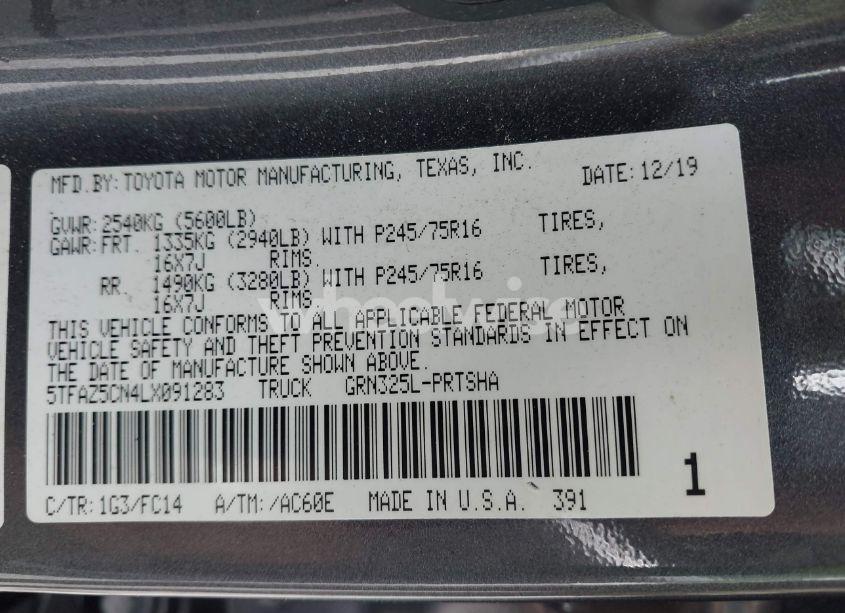 MFD.BY:TOYOTA MOTOR MANUFACTURING, TEXAS, INC. DATE:12/19
GVWR:2540KG (5600LB)
GAWR:FRT. 1335KG (2940LB) WITH P245/75R16 TIRES,
16X7J RIMS.
RR. 1490KG (3280LB) WITH P245/75R16 TIRES,
16X7J RIMS.
wheelwise
THIS VEHICLE CONFORMS TO ALL APPLICABLE FEDERAL MOTOR
VEHICLE SAFETY AND THEFT PREVENTION STANDARDS IN EFFECT ON
THE DATE OF MANUFACTURE SHOWN ABOVE.
5TFAZ5CN4LX091283 TRUCK GRN325L-PRTSHA
1
C/TR:1G3/FC14 A/TM:/AC60E MADE IN U.S.A. 391